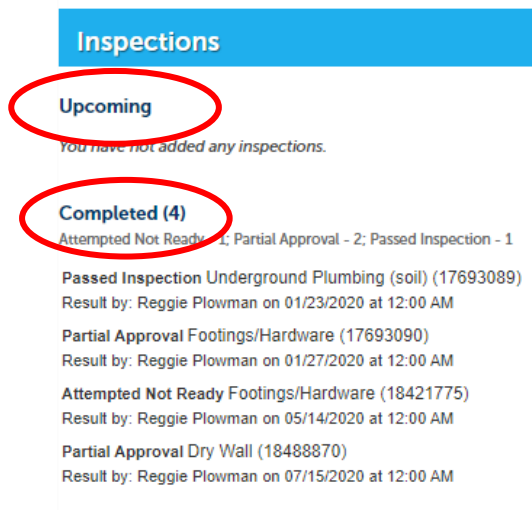 Inspections
Upcoming
You have not added any inspections.
Completed (4)
Attempted Not Ready - 1; Partial Approval - 2; Passed Inspection - 1
Passed Inspection Underground Plumbing (soil) (17693089)
Result by: Reggie Plowman on 01/23/2020 at 12:00 AM
Partial Approval Footings/Hardware (17693090)
Result by: Reggie Plowman on 01/27/2020 at 12:00 AM
Attempted Not Ready Footings/Hardware (18421775)
Result by: Reggie Plowman on 05/14/2020 at 12:00 AM
Partial Approval Dry Wall (18488870)
Result by: Reggie Plowman on 07/15/2020 at 12:00 AM